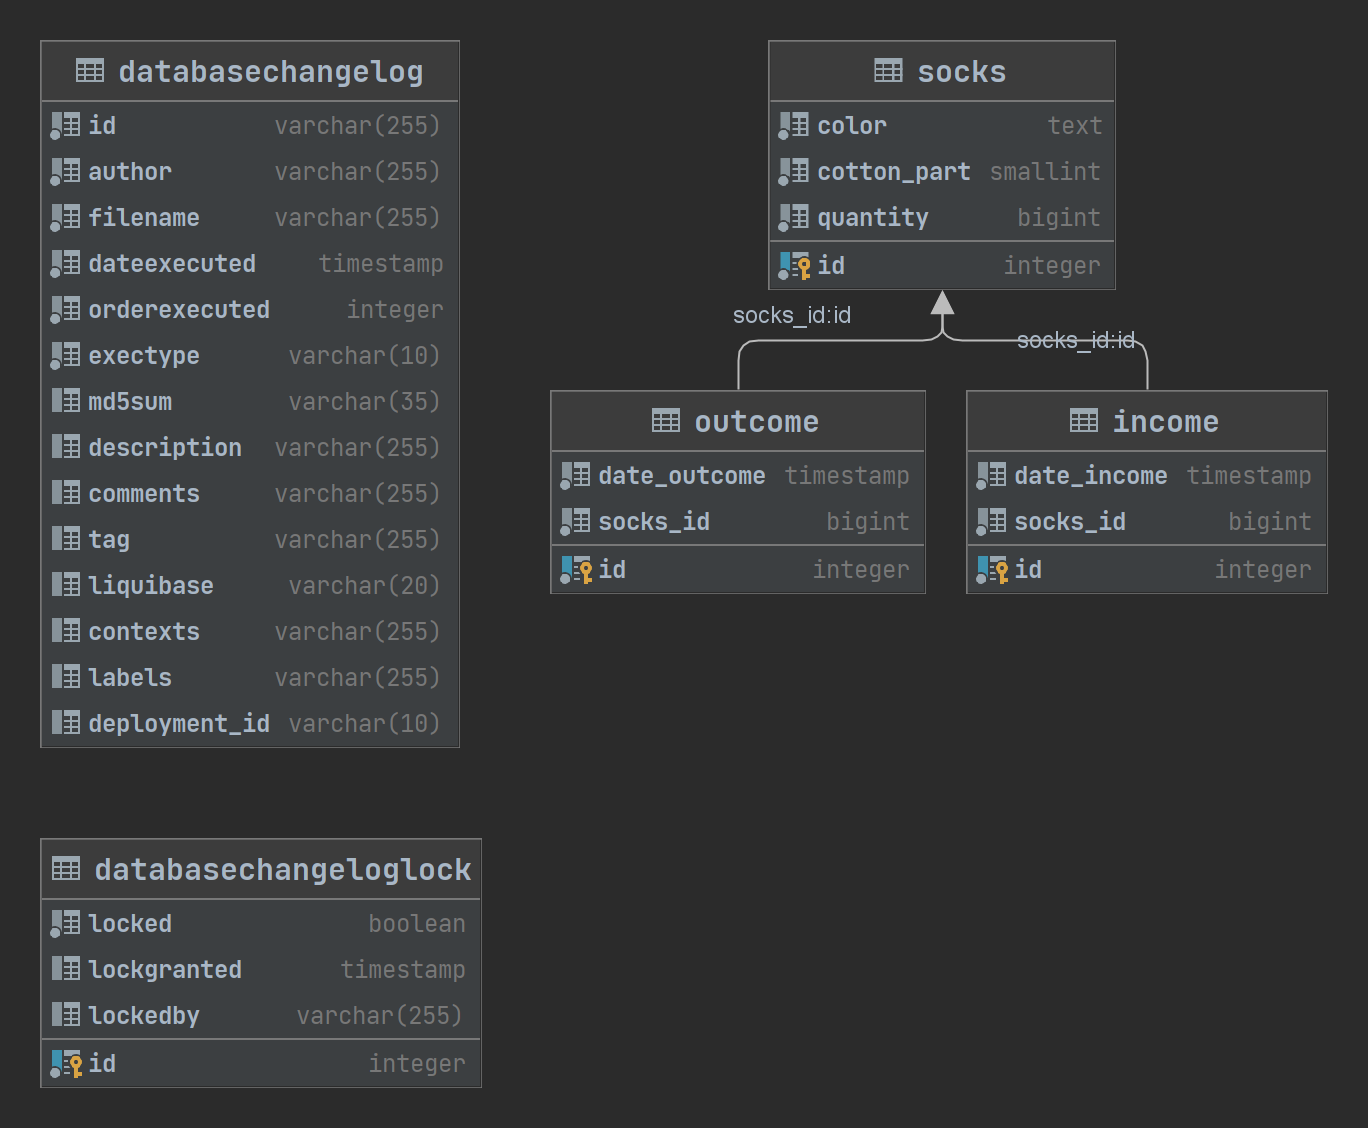 databasechangelog
id varchar(255)
author varchar(255)
filename varchar(255)
dateexecuted timestamp
orderexecuted integer
exectype varchar(10)
md5sum varchar(35)
description varchar(255)
comments varchar(255)
tag varchar(255)
liquibase varchar(20)
contexts varchar(255)
labels varchar(255)
deployment_id varchar(10)
socks
color text
cotton_part smallint
quantity bigint
id integer
socks_id:id
socks_id:id
outcome
date_outcome timestamp
socks_id bigint
id integer
income
date_income timestamp
socks_id bigint
id integer
databasechangeloglock
locked boolean
lockgranted timestamp
lockedby varchar(255)
id integer